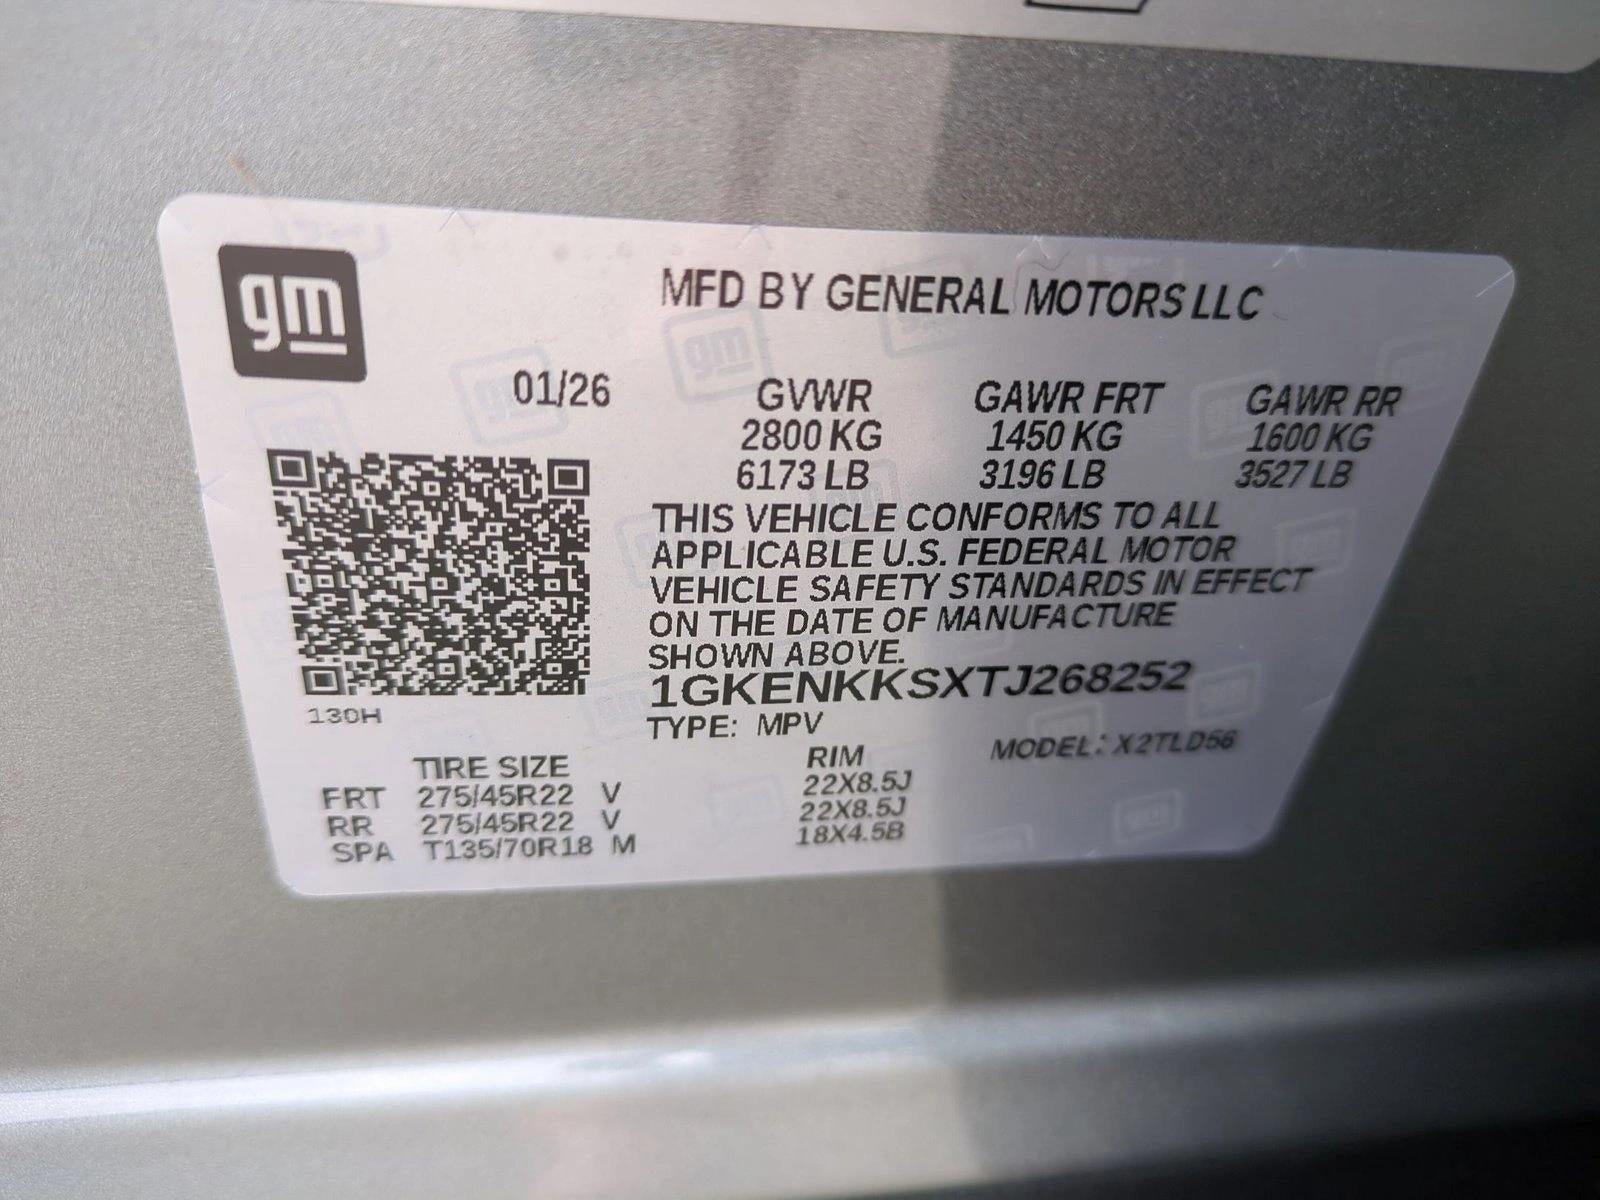 gm
MFD BY GENERAL MOTORS LLC
01/26
GVWR GAWR FRT GAWR RR
2800 KG 1450 KG 1600 KG
6173 LB 3196 LB 3527 LB
THIS VEHICLE CONFORMS TO ALL
APPLICABLE U.S. FEDERAL MOTOR
VEHICLE SAFETY STANDARDS IN EFFECT
ON THE DATE OF MANUFACTURE
SHOWN ABOVE.
1GKENKKSXTJ268252
130H
TYPE: MPV
MODEL: X2TLD56
TIRE SIZE RIM
FRT 275/45R22 V 22X8.5J
RR 275/45R22 V 22X8.5J
SPA T135/70R18 M 18X4.5B